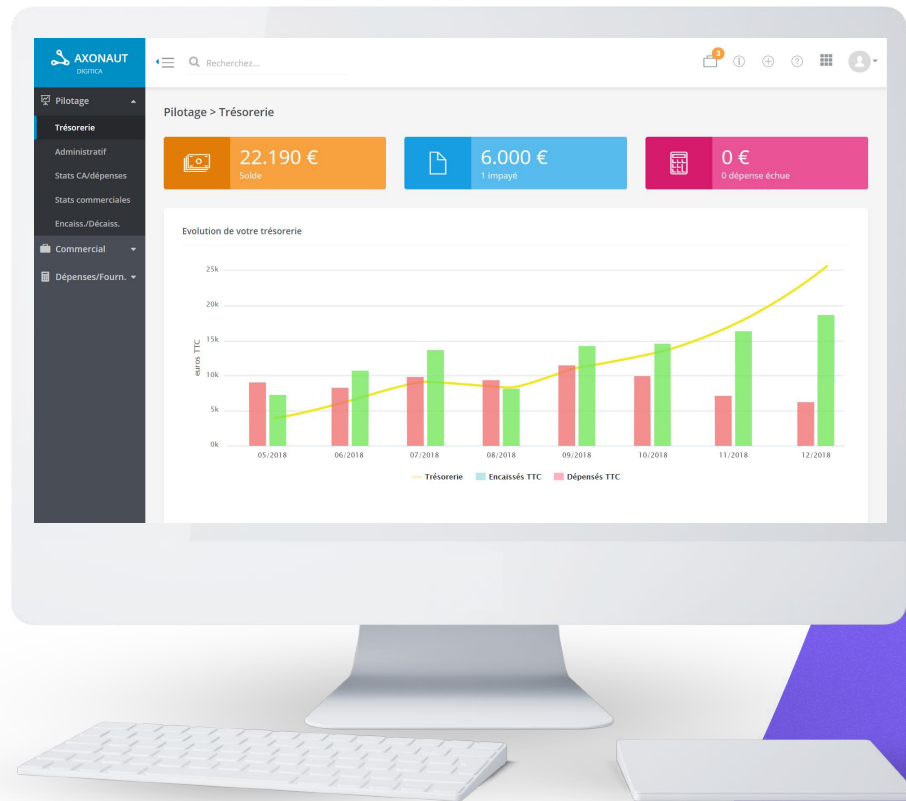 AXONAUT
DIGITICA
Recherchez...
3
Pilotage
Trésorerie
Administratif
Stats CA/dépenses
Stats commerciales
Encaiss./Décaiss.
Commercial
Dépenses/Fourn.
Pilotage > Trésorerie
22.190 €
Solde
6.000 €
1 impayé
0 €
0 dépense échue
Evolution de votre trésorerie
25k
20k
15k
10k
5k
0k
euros TTC
05/2018 06/2018 07/2018 08/2018 09/2018 10/2018 11/2018 12/2018
Trésorerie Encaissés TTC Dépensés TTC